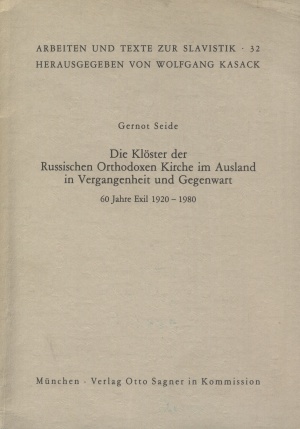 ARBEITEN UND TEXTE ZUR SLAVISTIK · 32
HERAUSGEGEBEN VON WOLFGANG KASACK
Gernot Seide
Die Klöster der
Russischen Orthodoxen Kirche im Ausland
in Vergangenheit und Gegenwart
60 Jahre Exil 1920 – 1980
München · Verlag Otto Sagner in Kommission